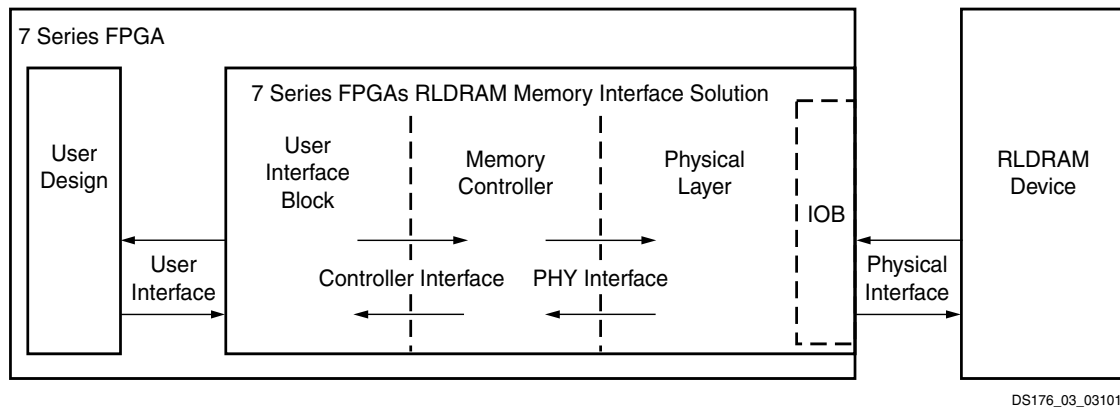 7 Series FPGA
7 Series FPGAs RLDRAM Memory Interface Solution
User
Design
User
Interface
Block
Memory
Controller
Physical
Layer
IOB
RLDRAM
Device
User
Interface
Controller Interface
PHY Interface
Physical
Interface
DS176_03_03101